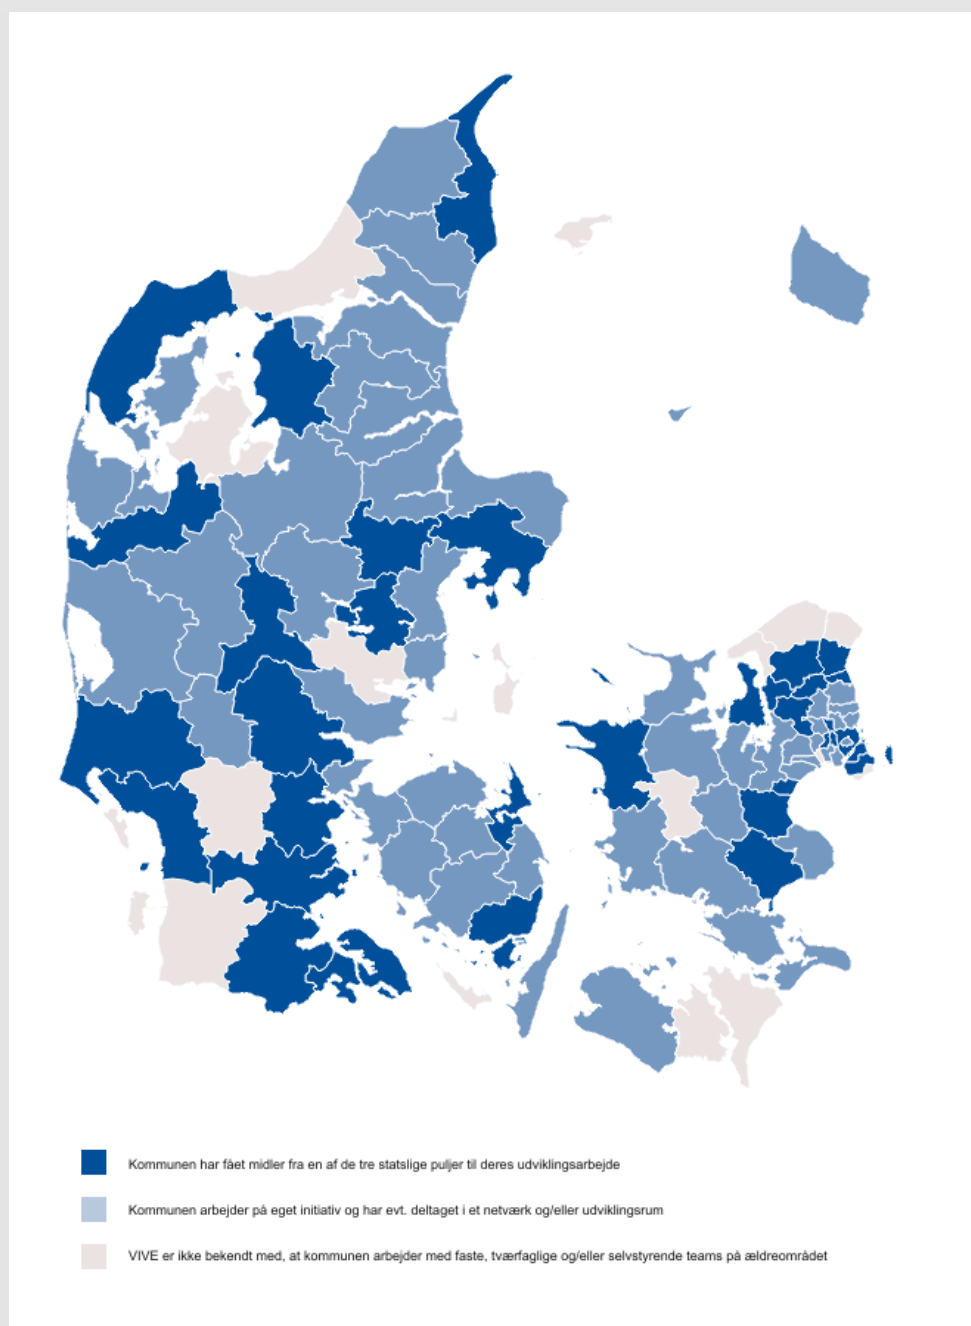 Kommunen har fået midler fra en af de tre statslige puljer til deres udviklingsarbejde
Kommunen arbejder på eget initiativ og har evt. deltaget i et netværk og/eller udviklingsrum
VIVE er ikke bekendt med, at kommunen arbejder med faste, tværfaglige og/eller selvstyrende teams på ældreområdet